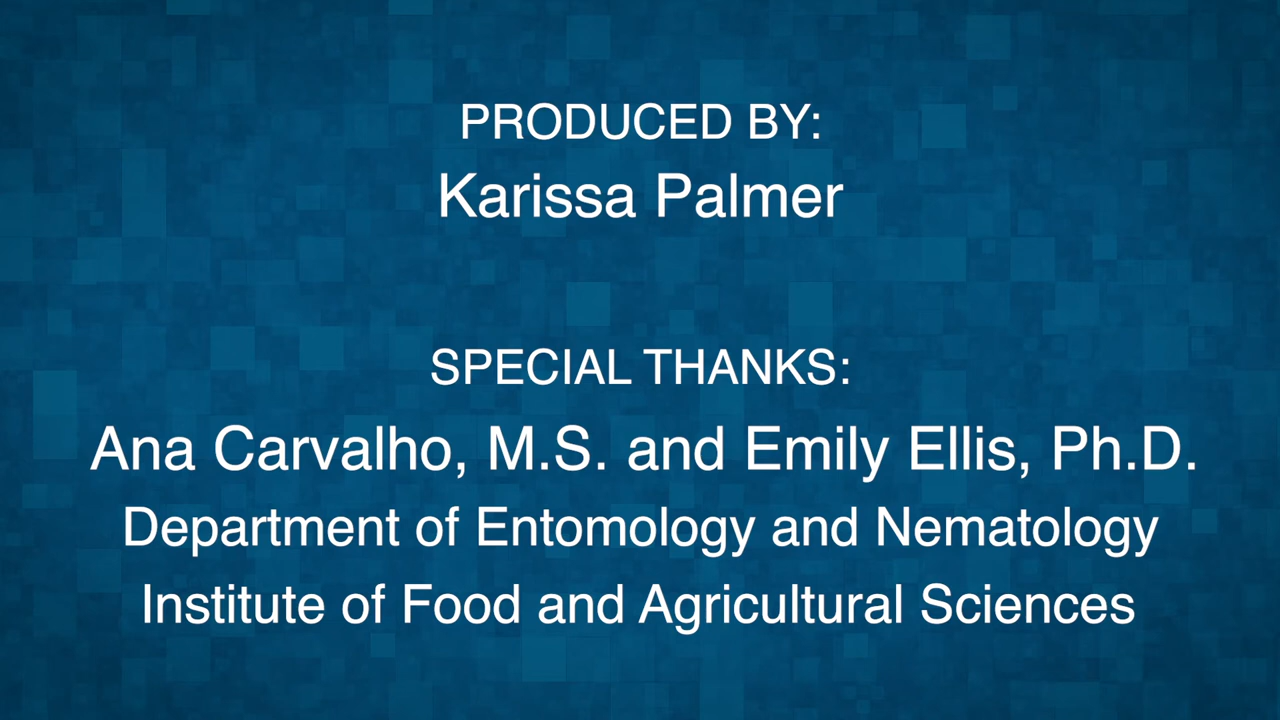 PRODUCED BY:
Karissa Palmer
SPECIAL THANKS:
Ana Carvalho, M.S. and Emily Ellis, Ph.D.
Department of Entomology and Nematology
Institute of Food and Agricultural Sciences